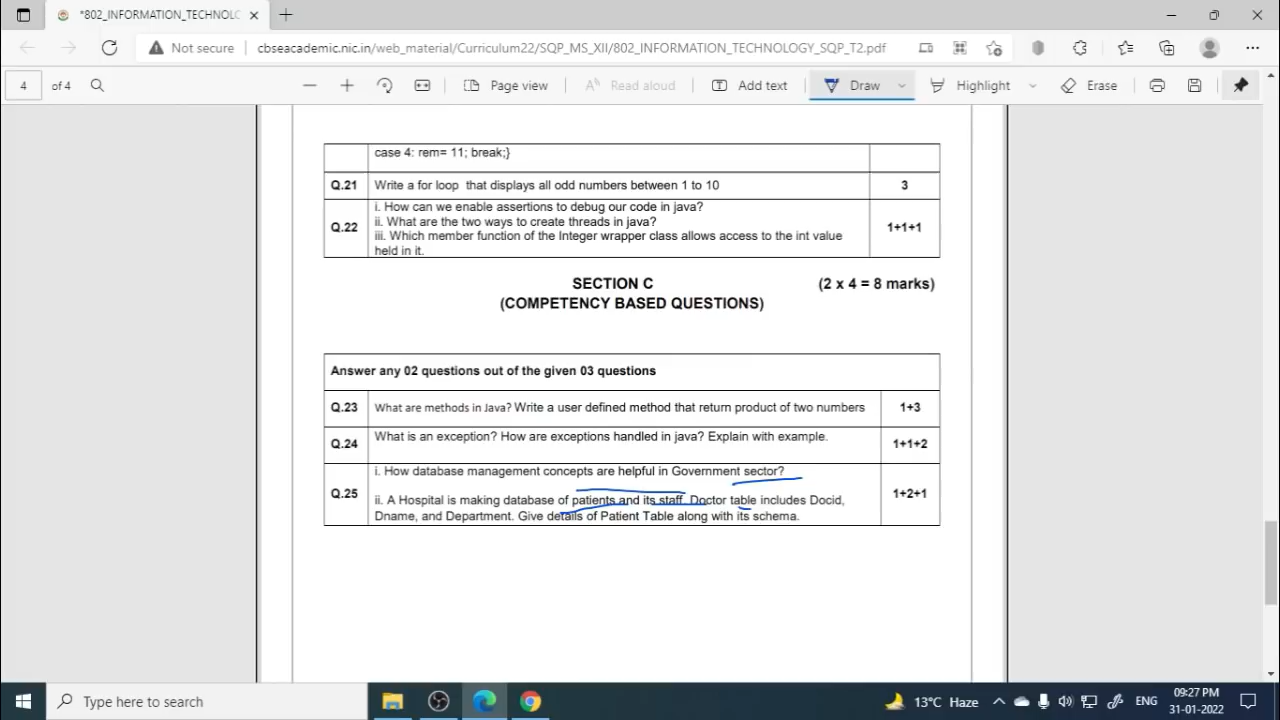 *802_INFORMATION_TECHNOLO
Not secure
cbseacademic.nic.in/web_material/Curriculum22/SQP_MS_XII/802_INFORMATION_TECHNOLOGY_SQP_T2.pdf
4 of 4
Page view
Read aloud
Add text
Draw
Highlight
Erase
case 4: rem= 11; break;}
Q.21 Write a for loop that displays all odd numbers between 1 to 10 3
Q.22
i. How can we enable assertions to debug our code in java?
ii. What are the two ways to create threads in java?
iii. Which member function of the Integer wrapper class allows access to the int value
held in it.
1+1+1
SECTION C (2 x 4 = 8 marks)
(COMPETENCY BASED QUESTIONS)
Answer any 02 questions out of the given 03 questions
Q.23 What are methods in Java? Write a user defined method that return product of two numbers 1+3
Q.24 What is an exception? How are exceptions handled in java? Explain with example. 1+1+2
Q.25
i. How database management concepts are helpful in Government sector?
ii. A Hospital is making database of patients and its staff. Doctor table includes Docid,
Dname, and Department. Give details of Patient Table along with its schema.
1+2+1
Type here to search
13°C Haze
ENG
09:27 PM
31-01-2022